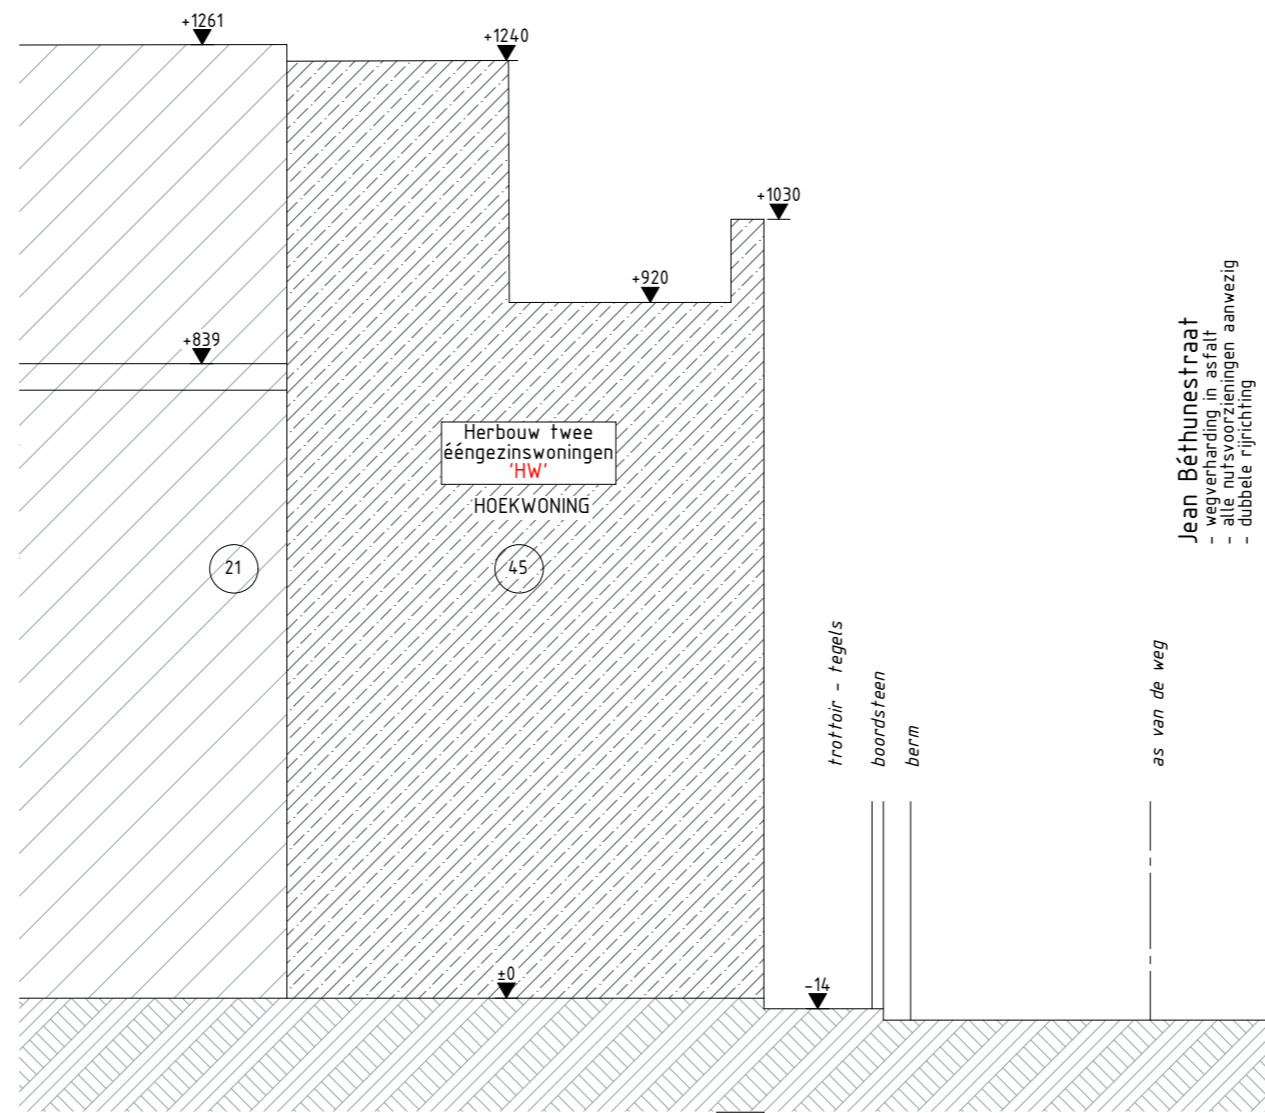 +1261
+1240
+1030
+920
+839
Herbouw twee
ééngezinswoningen
'HW'
HOEKWONING
21
45
Jean Béthunestraat
- wegverharding in asfalt
- alle nutsvoorzieningen aanwezig
- dubbele rijrichting
trottoir - tegels
boordsteen
berm
as van de weg
±0
-14